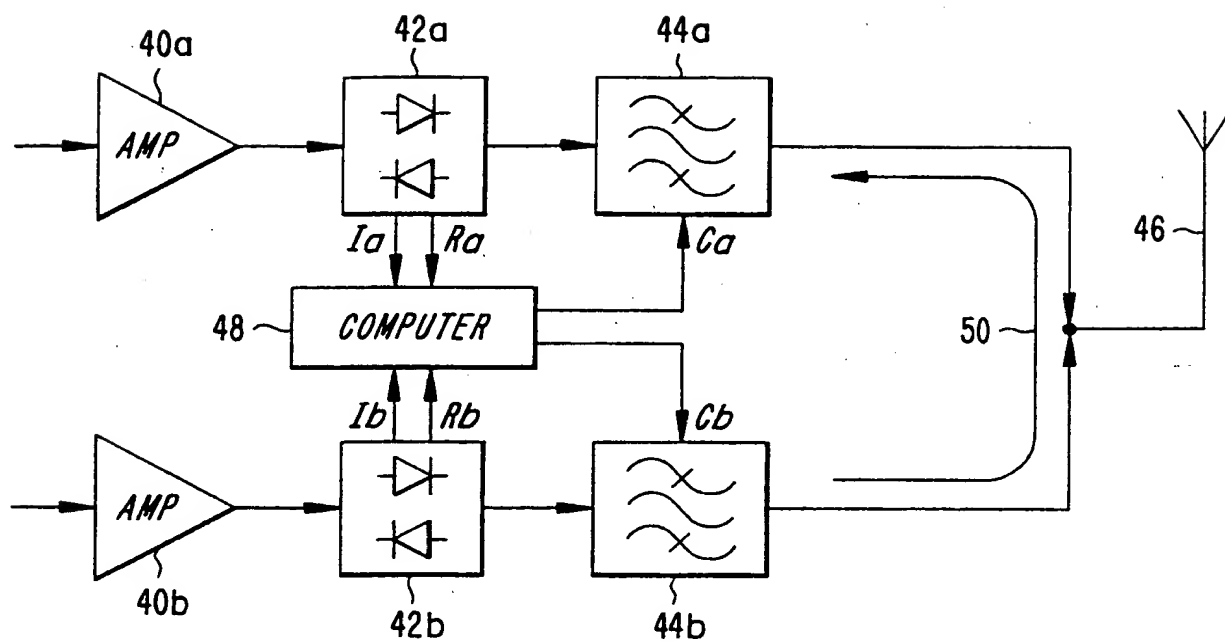 40a
42a
44a
AMP
Ia
Ra
Ca
46
48
COMPUTER
50
Ib
Rb
Cb
AMP
40b
42b
44b